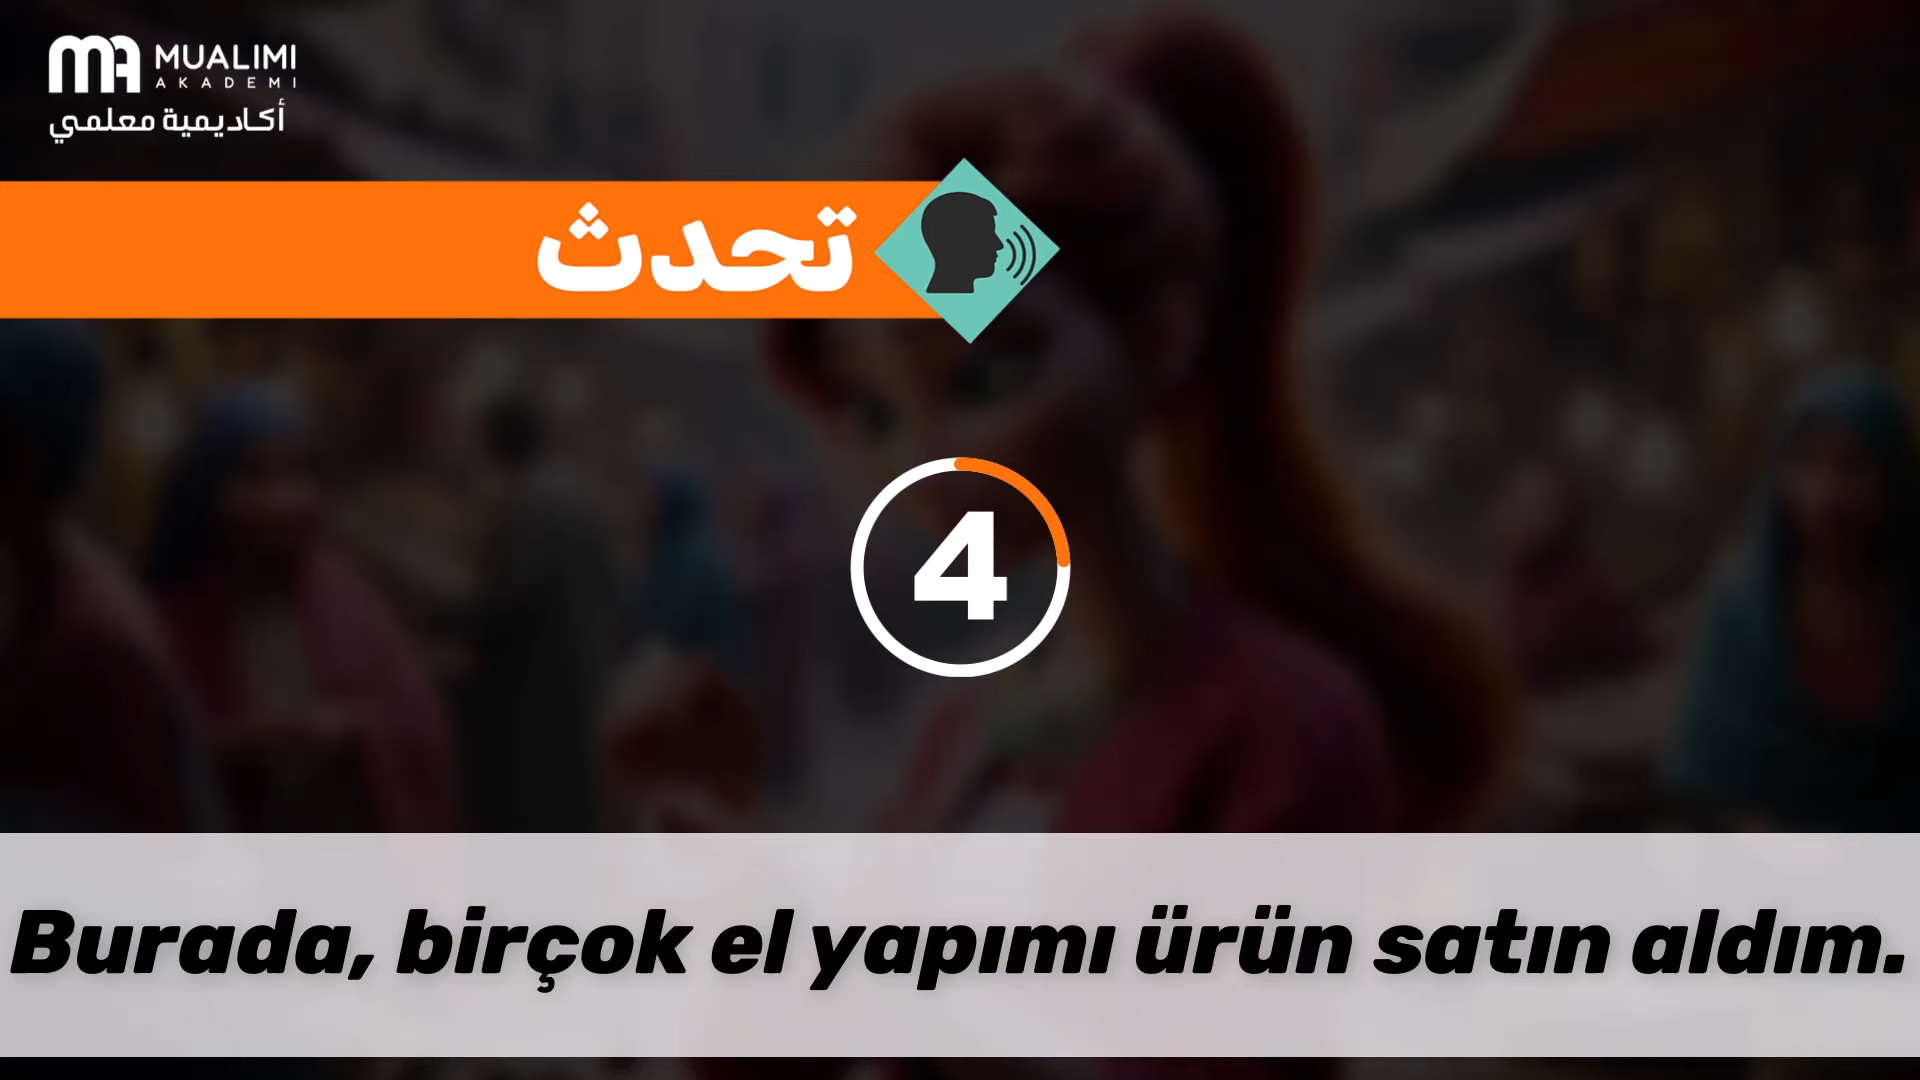 MUALIMI
AKADEMI
أكاديمية معلمي
تحدث
4
Burada, birçok el yapımı ürün satın aldım.